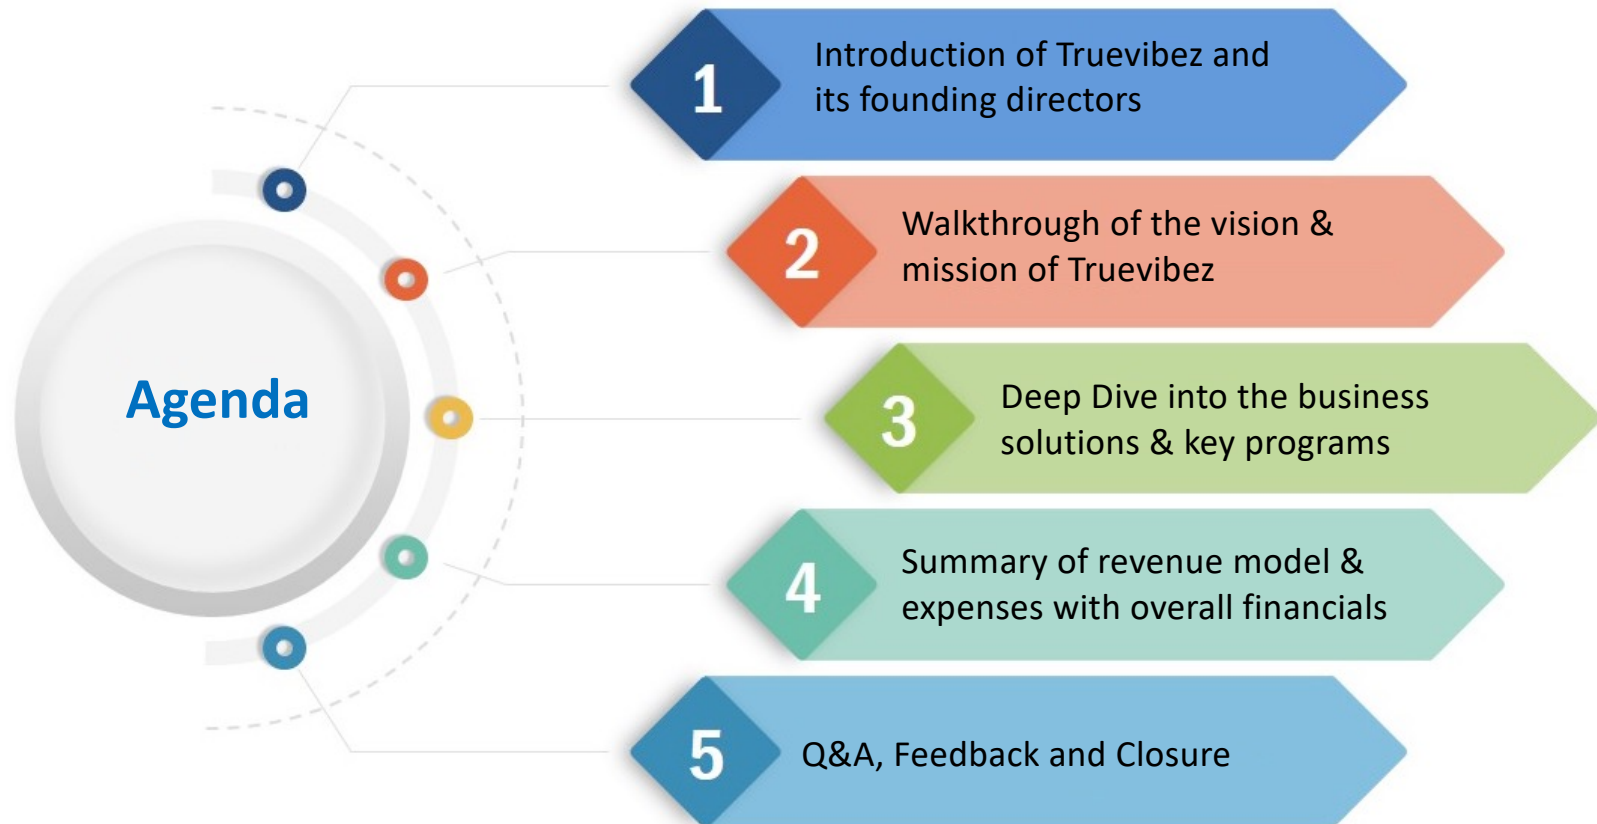 Agenda
1
Introduction of Truevibez and
its founding directors
2
Walkthrough of the vision &
mission of Truevibez
3
Deep Dive into the business
solutions & key programs
4
Summary of revenue model &
expenses with overall financials
5
Q&A, Feedback and Closure